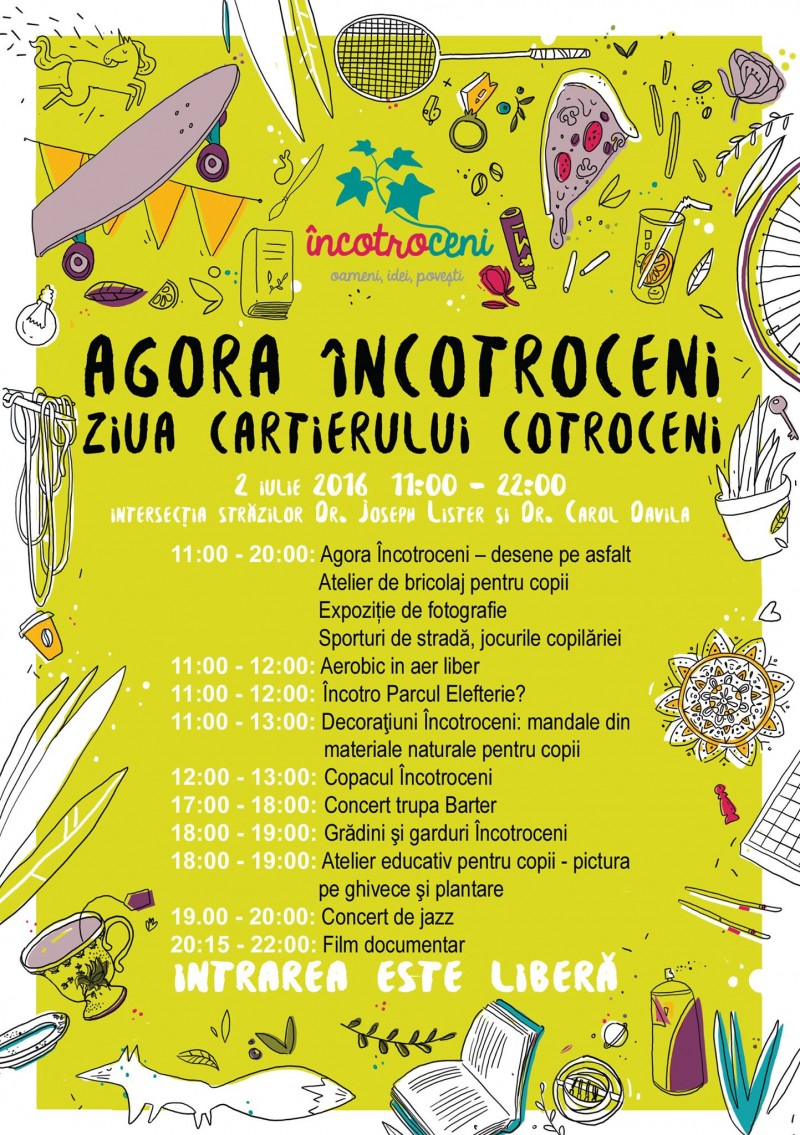 încotroceni
oameni, idei, povești
AGORA ÎNCOTROCENI
ZIUA CARTIERULUI COTROCENI
2 iulie 2016 11:00 - 22:00
intersecția străzilor Dr. Joseph Lister și Dr. Carol Davila
11:00 - 20:00: Agora Încotroceni – desene pe asfalt
Atelier de bricolaj pentru copii
Expoziție de fotografie
Sporturi de stradă, jocurile copilăriei
11:00 - 12:00: Aerobic in aer liber
11:00 - 12:00: Încotro Parcul Elefterie?
11:00 - 13:00: Decoraţiuni Încotroceni: mandale din
materiale naturale pentru copii
12:00 - 13:00: Copacul Încotroceni
17:00 - 18:00: Concert trupa Barter
18:00 - 19:00: Grădini şi garduri Încotroceni
18:00 - 19:00: Atelier educativ pentru copii - pictura
pe ghivece şi plantare
19.00 - 20:00: Concert de jazz
20:15 - 22:00: Film documentar
INTRAREA ESTE LIBERĂ